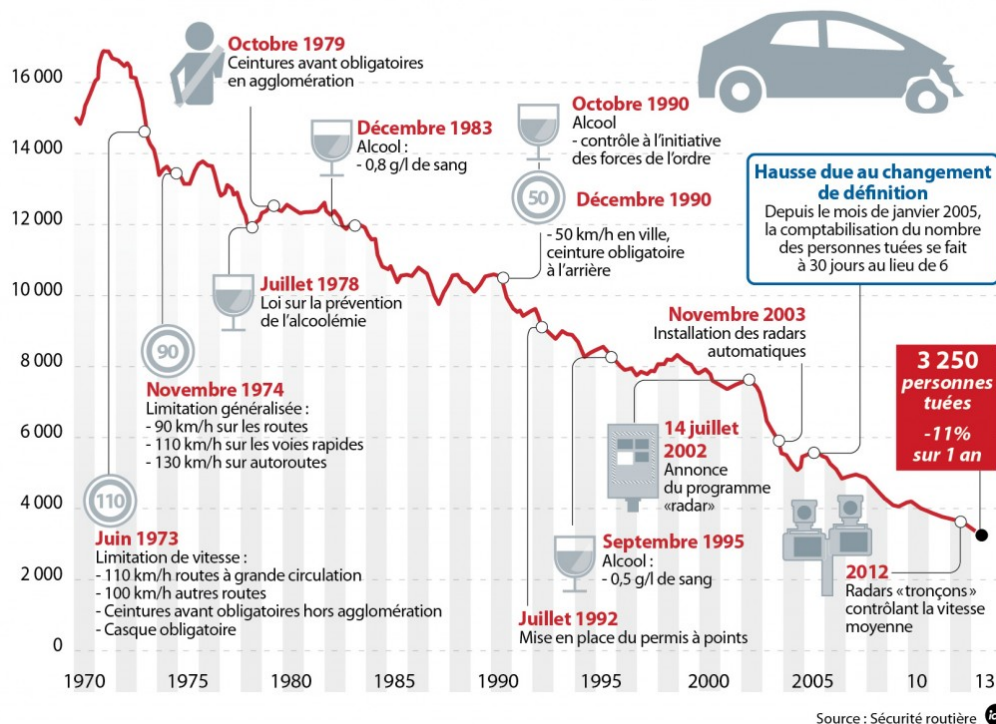 16 000
14 000
12 000
10 000
8 000
6 000
4 000
2 000
0
Octobre 1979
Ceintures avant obligatoires
en agglomération
Décembre 1983
Alcool :
- 0,8 g/l de sang
Octobre 1990
Alcool
- contrôle à l'initiative
des forces de l'ordre
50
Décembre 1990
- 50 km/h en ville,
ceinture obligatoire
à l'arrière
Hausse due au changement
de définition
Depuis le mois de janvier 2005,
la comptabilisation du nombre
des personnes tuées se fait
à 30 jours au lieu de 6
Juillet 1978
Loi sur la prévention
de l'alcoolémie
90
Novembre 1974
Limitation généralisée :
- 90 km/h sur les routes
- 110 km/h sur les voies rapides
- 130 km/h sur autoroutes
110
Juin 1973
Limitation de vitesse :
- 110 km/h routes à grande circulation
- 100 km/h autres routes
- Ceintures avant obligatoires hors agglomération
- Casque obligatoire
Novembre 2003
Installation des radars
automatiques
3 250
personnes
tuées
-11%
sur 1 an
14 juillet
2002
Annonce
du programme
«radar»
Septembre 1995
Alcool :
- 0,5 g/l de sang
Juillet 1992
Mise en place du permis à points
2012
Radars «tronçons»
contrôlant la vitesse
moyenne
1970 1975 1980 1985 1990 1995 2000 2005 10 13
Source : Sécurité routière